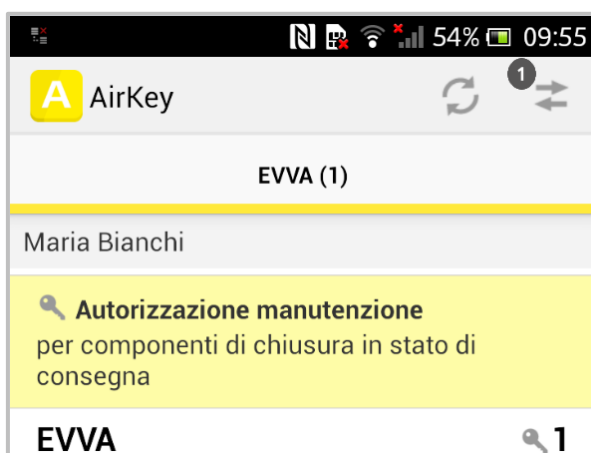 54% 09:55
A AirKey 1
EVVA (1)
Maria Bianchi
Autorizzazione manutenzione
per componenti di chiusura in stato di
consegna
EVVA 1